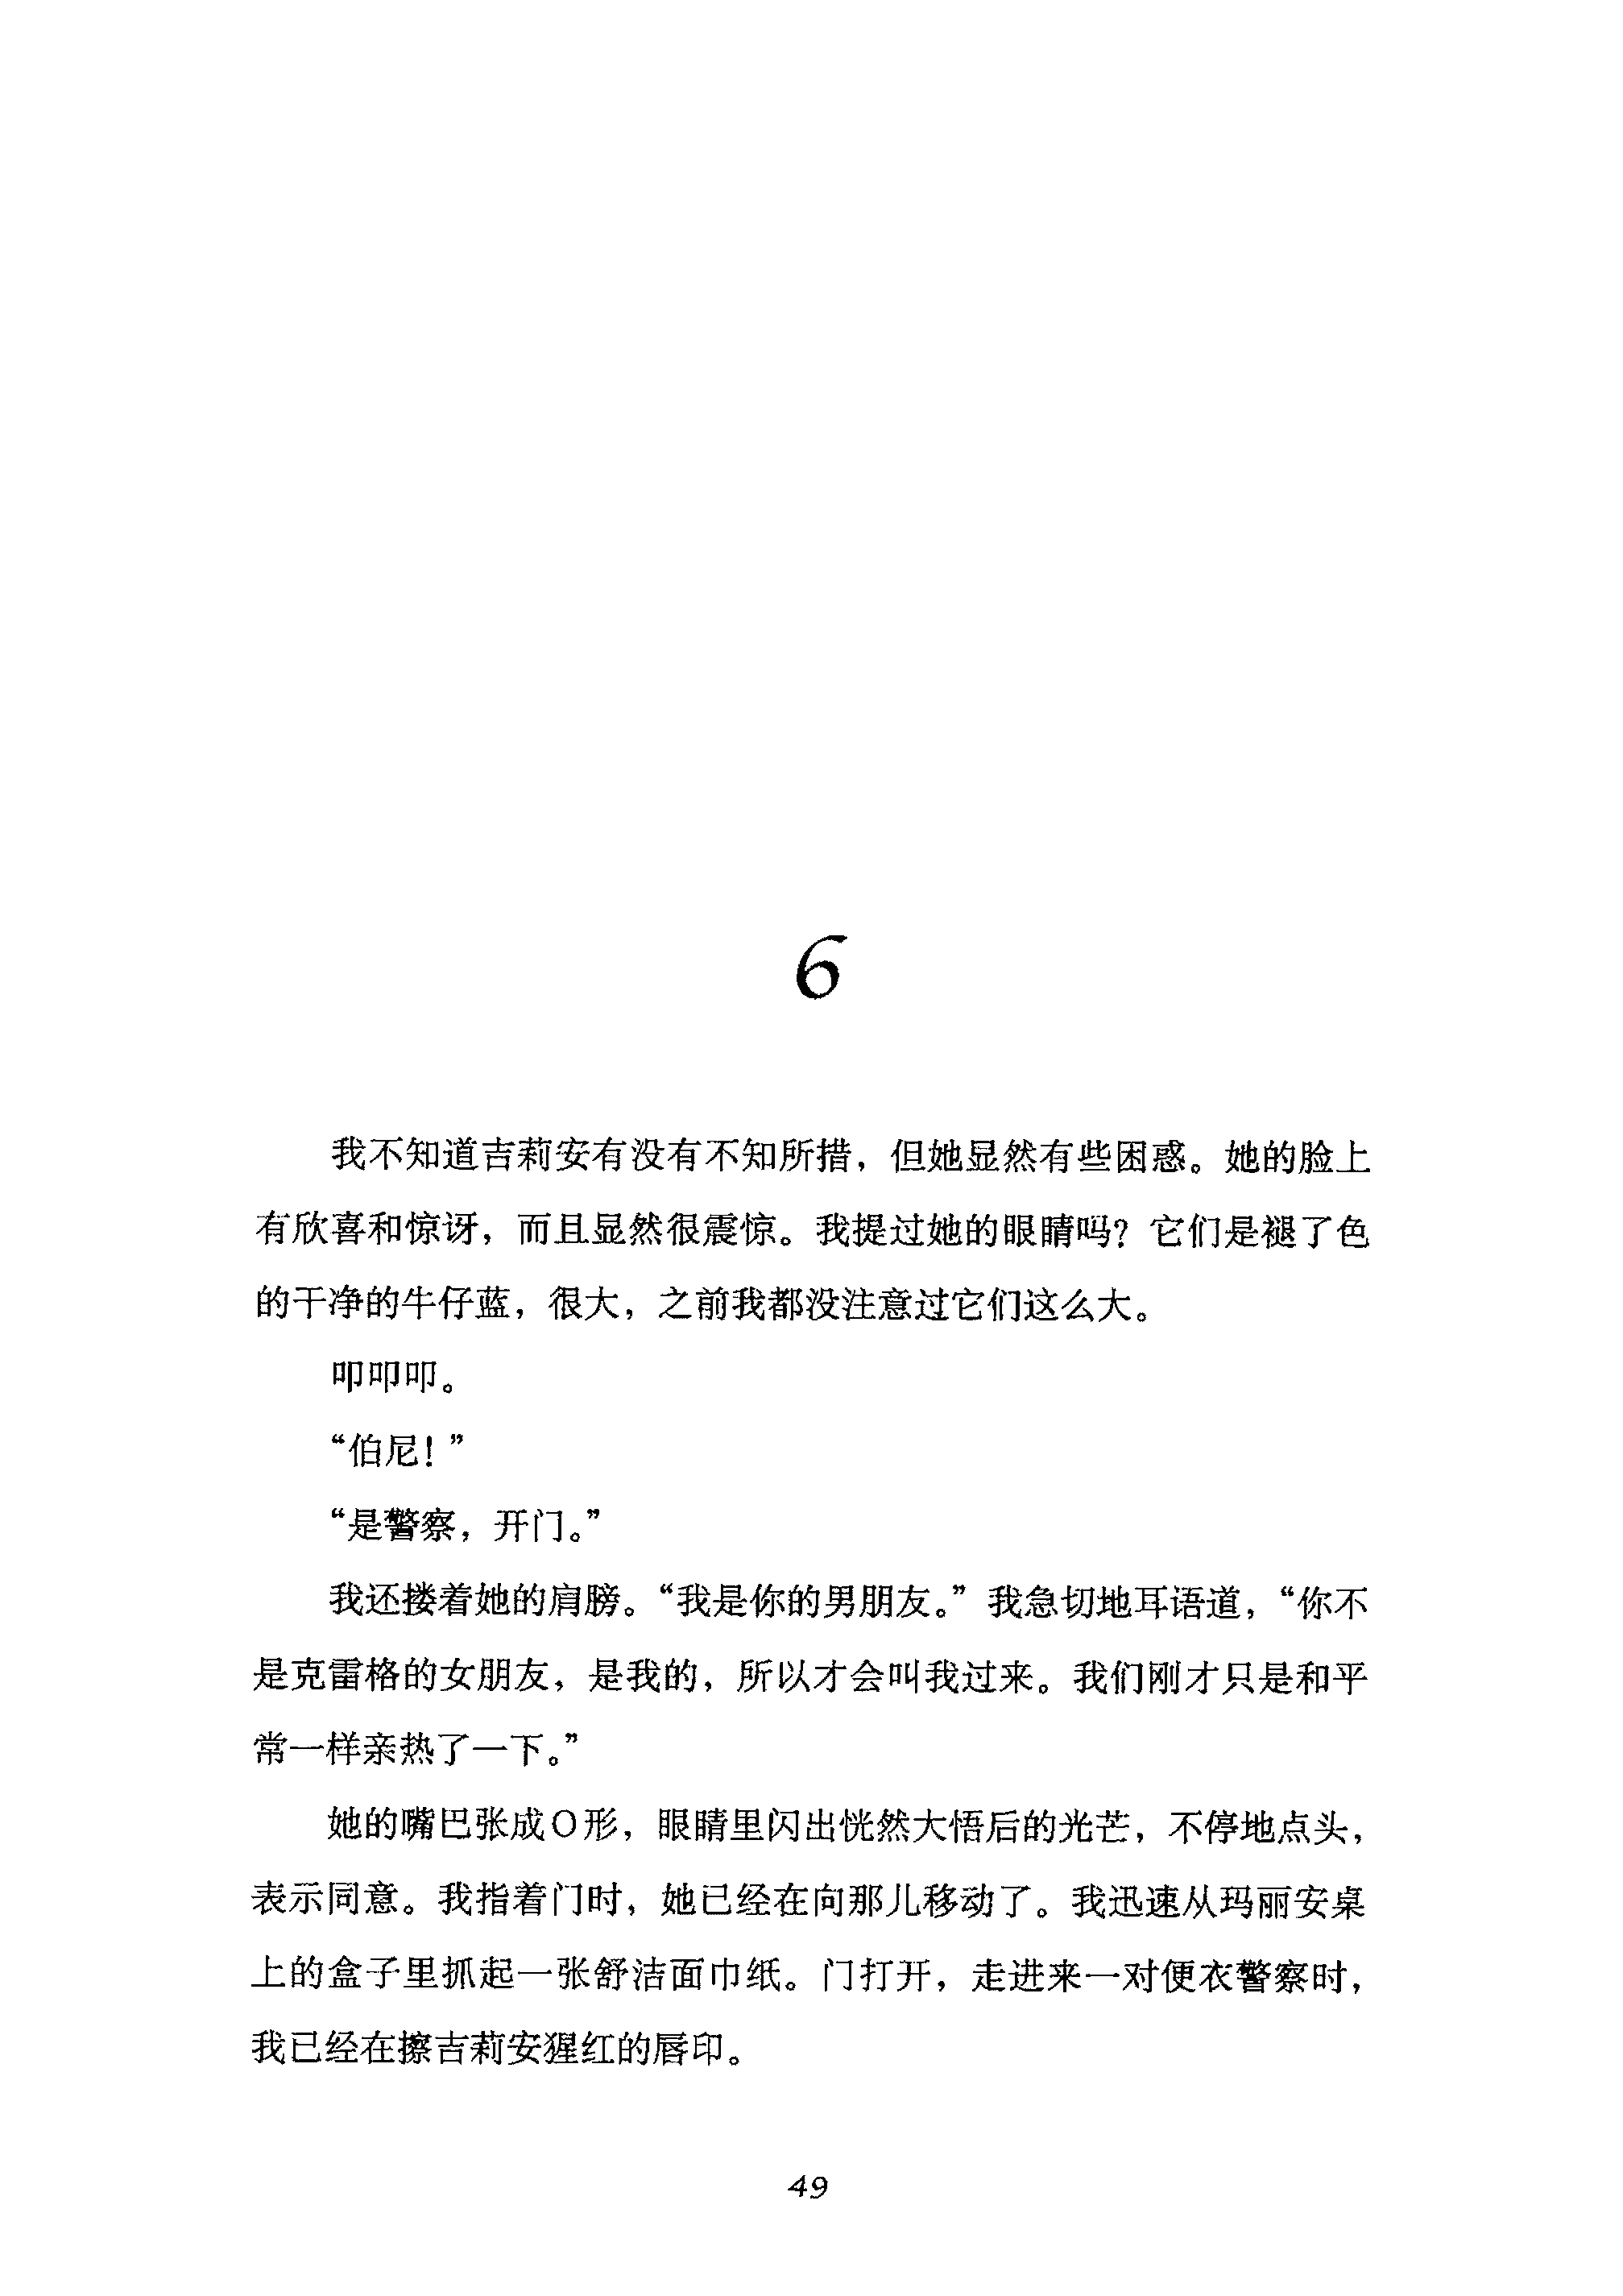 6
我不知道吉莉安有没有不知所措，但她显然有些困惑。她的脸上
有欣喜和惊讶，而且显然很震惊。我提过她的眼睛吗？它们是褪了色
的干净的牛仔蓝，很大，之前我都没注意过它们这么大。
叩叩叩。
“伯尼！”
“是警察，开门。”
我还搂着她的肩膀。“我是你的男朋友。”我急切地耳语道，“你不
是克雷格的女朋友，是我的，所以才会叫我过来。我们刚才只是和平
常一样亲热了一下。”
她的嘴巴张成O形，眼睛里闪出恍然大悟后的光芒，不停地点头，
表示同意。我指着门时，她已经在向那儿移动了。我迅速从玛丽安桌
上的盒子里抓起一张舒洁面巾纸。门打开，走进来一对便衣警察时，
我已经在擦吉莉安猩红的唇印。
49